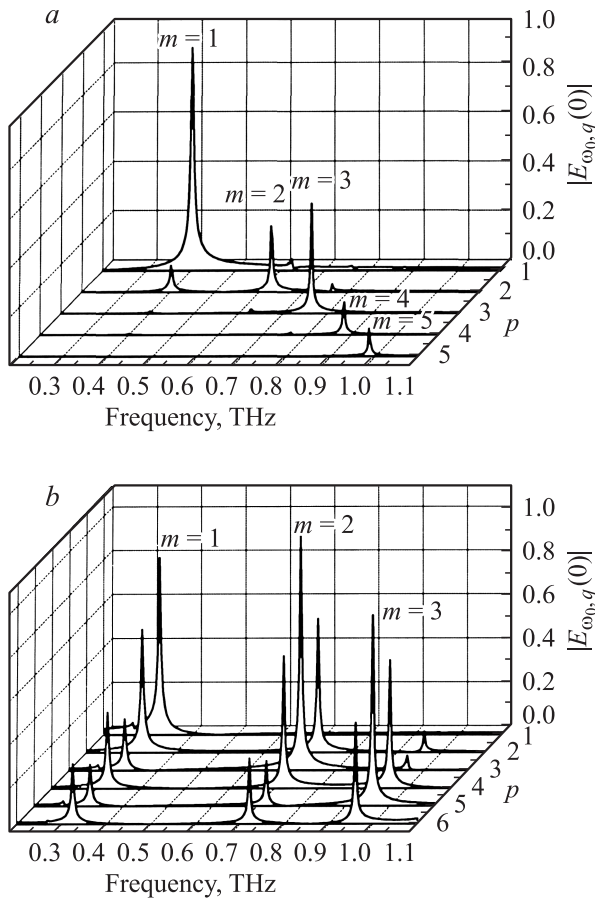 a
1.0
m = 1
0.8
0.6
|E_{ω0, q}(0)|
0.4
m = 2 m = 3
0.2
0.0
1
2
m = 4
3
p
m = 5
4
5
0.3 0.4 0.5 0.6 0.7 0.8 0.9 1.0 1.1
Frequency, THz
b
1.0
m = 1
m = 2
0.8
0.6
|E_{ω0, q}(0)|
m = 3
0.4
0.2
0.0
1
2
3
4
p
5
6
0.3 0.4 0.5 0.6 0.7 0.8 0.9 1.0 1.1
Frequency, THz